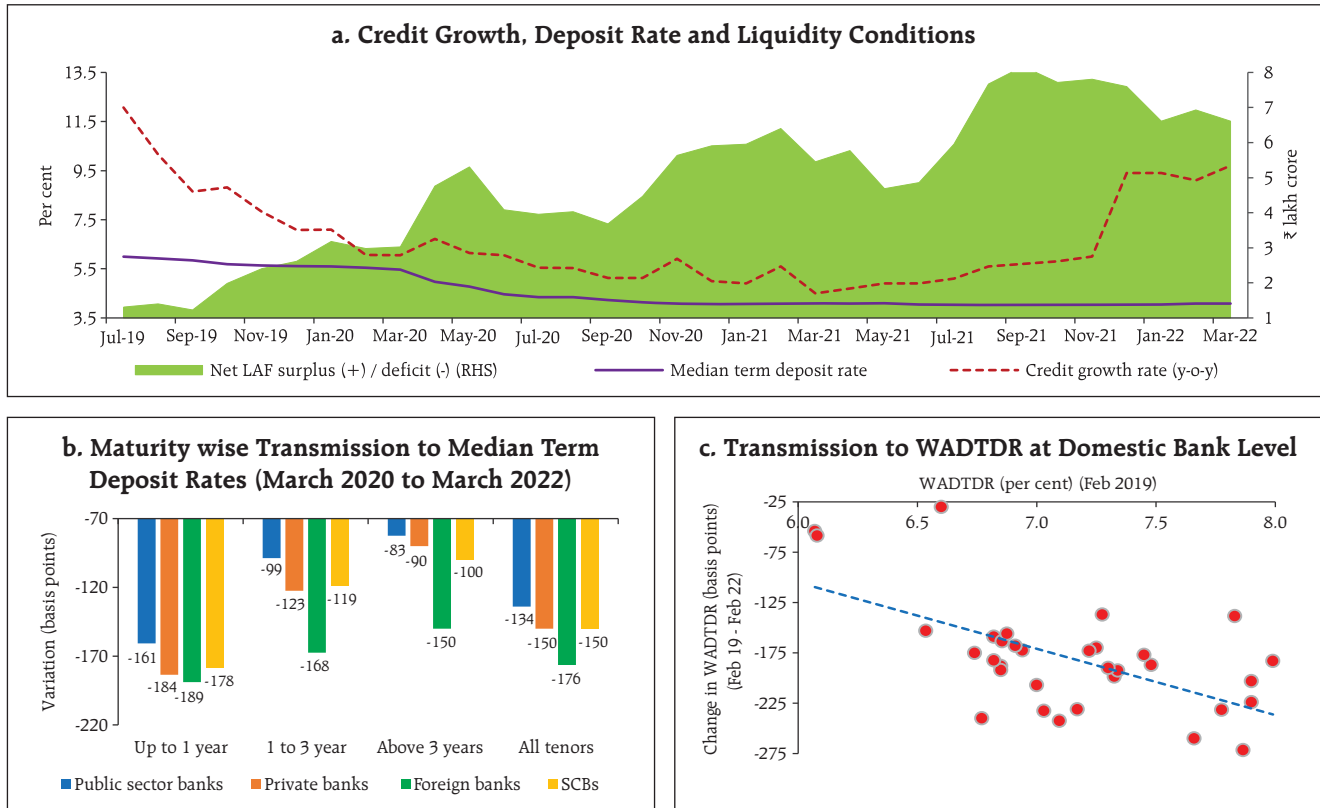 a. Credit Growth, Deposit Rate and Liquidity Conditions
Per cent
13.5
11.5
9.5
7.5
5.5
3.5
8
7
6
5
4
3
2
1
₹ lakh crore
Jul-19 Sep-19 Nov-19 Jan-20 Mar-20 May-20 Jul-20 Sep-20 Nov-20 Jan-21 Mar-21 May-21 Jul-21 Sep-21 Nov-21 Jan-22 Mar-22
Net LAF surplus (+) / deficit (-) (RHS) Median term deposit rate Credit growth rate (y-o-y)
b. Maturity wise Transmission to Median Term
Deposit Rates (March 2020 to March 2022)
Variation (basis points)
-70
-120
-170
-220
-161
-184
-189
-178
-99
-123
-168
-119
-83
-90
-150
-100
-134
-150
-176
-150
Up to 1 year 1 to 3 year Above 3 years All tenors
Public sector banks Private banks Foreign banks SCBs
c. Transmission to WADTDR at Domestic Bank Level
WADTDR (per cent) (Feb 2019)
6.0 6.5 7.0 7.5 8.0
Change in WADTDR (basis points)
(Feb 19 - Feb 22)
-25
-75
-125
-175
-225
-275